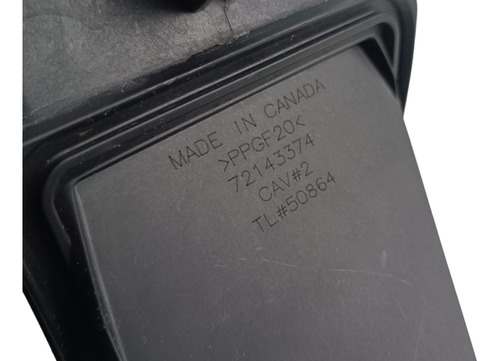 MADE IN CANADA
>PPGF20<
72143374
CAV#2
TL#50864